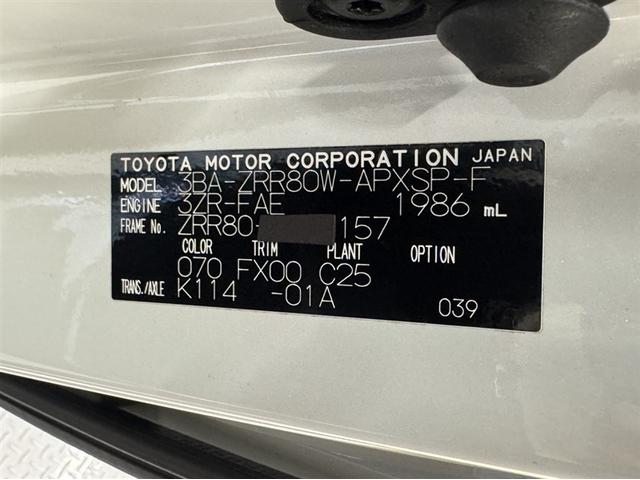 TOYOTA MOTOR CORPORATION JAPAN
MODEL 3BA-ZRR80W-APXSP-F
ENGINE 3ZR-FAE 1986 mL
FRAME No. ZRR80- 157
COLOR TRIM PLANT OPTION
070 FX00 C25
TRANS./AXLE K114 -01A
039